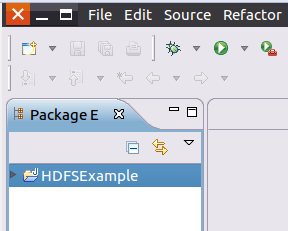 File Edit Source Refactor
Package E
HDFSExample